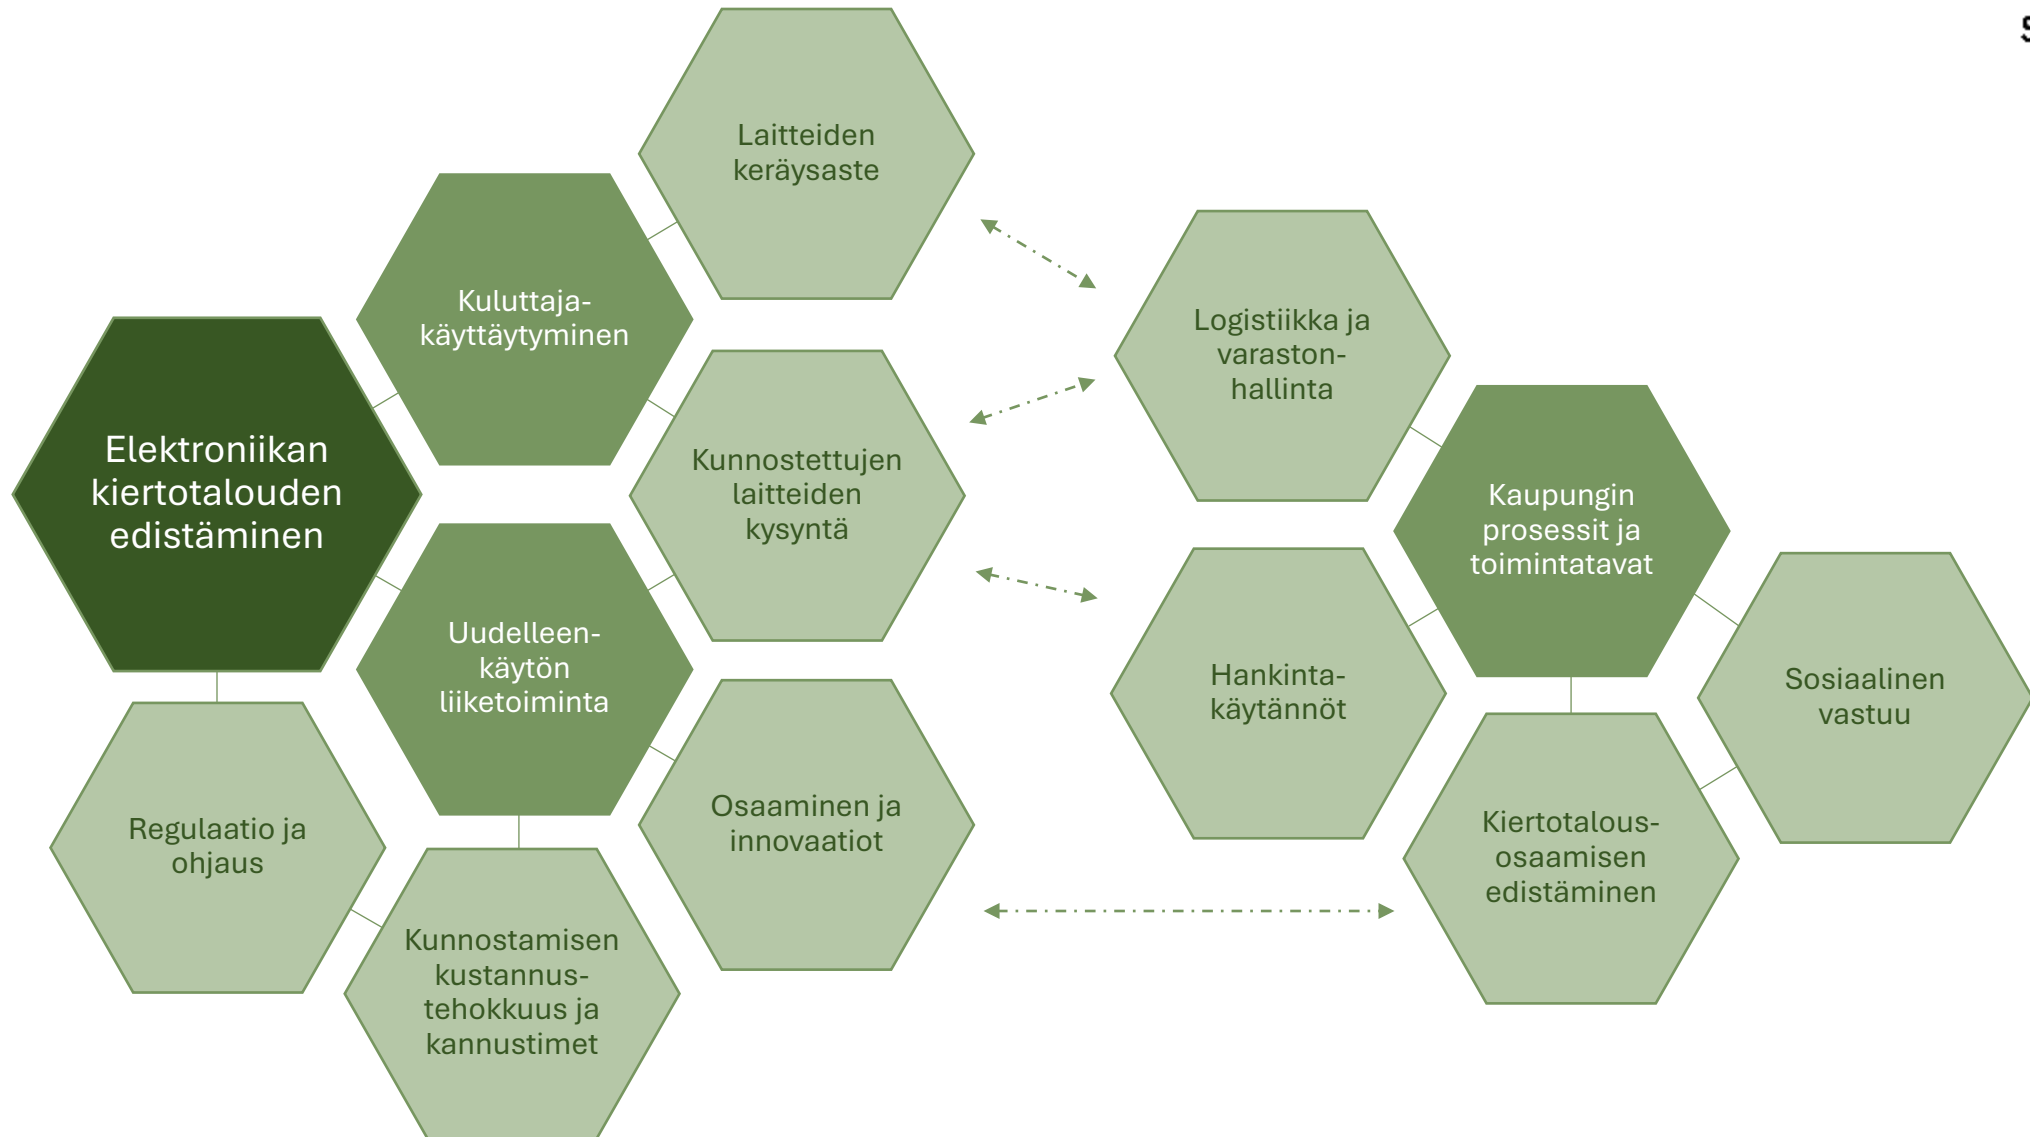 Laitteiden
keräysaste
Kuluttaja-
käyttäytyminen
Elektroniikan
kiertotalouden
edistäminen
Kunnostettujen
laitteiden
kysyntä
Uudelleen-
käytön
liiketoiminta
Osaaminen ja
innovaatiot
Regulaatio ja
ohjaus
Kunnostamisen
kustannus-
tehokkuus ja
kannustimet
Logistiikka ja
varaston-
hallinta
Kaupungin
prosessit ja
toimintatavat
Hankinta-
käytännöt
Sosiaalinen
vastuu
Kiertotalous-
osaamisen
edistäminen